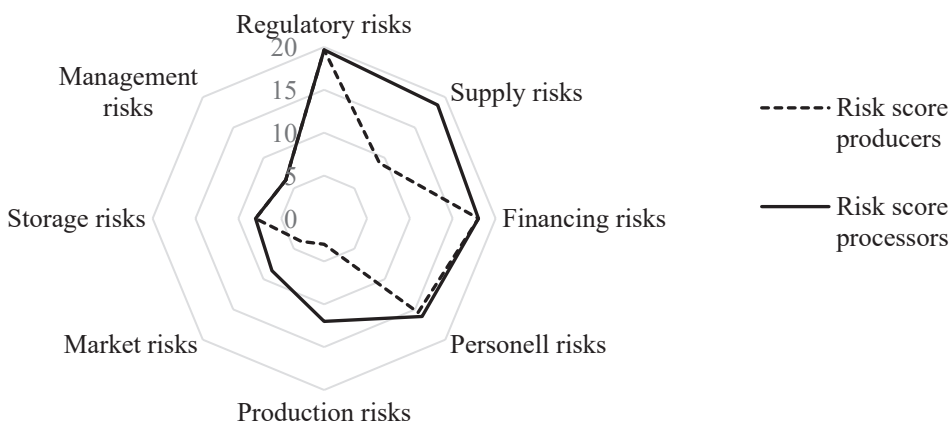 Regulatory risks
20
Management
risks
15
Supply risks
10
5
Storage risks
0
Financing risks
Market risks
Personell risks
Production risks
Risk score
producers
Risk score
processors